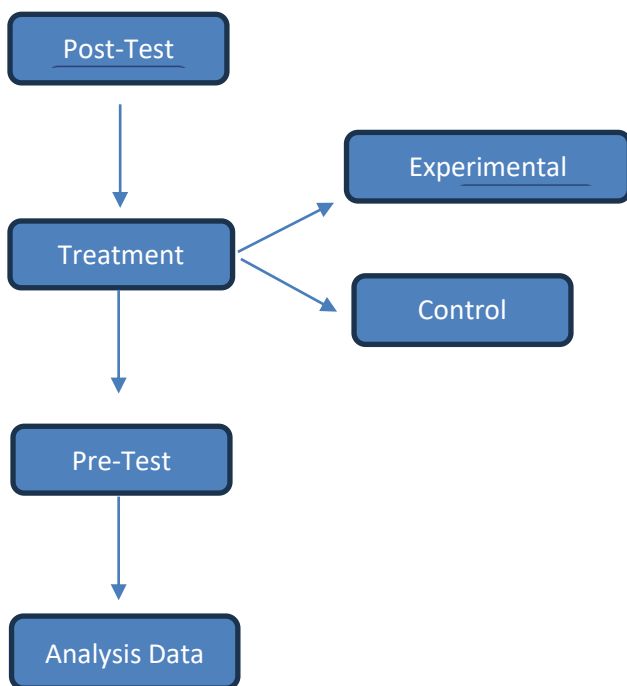 Post-Test
Experimental
Treatment
Control
Pre-Test
Analysis Data